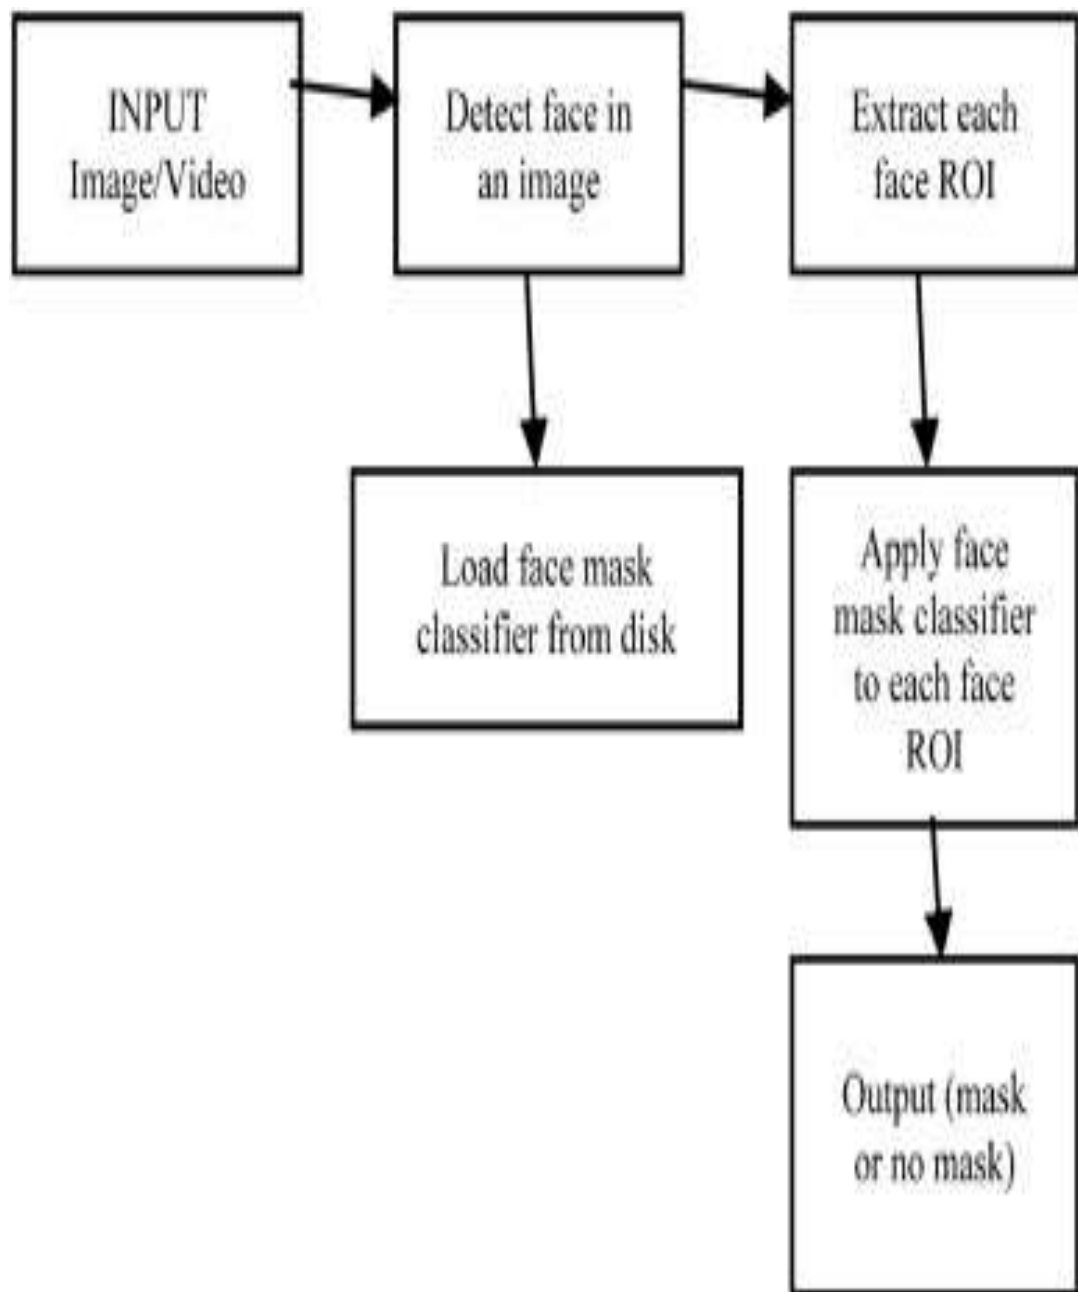 INPUT
Image/Video
Detect face in
an image
Extract each
face ROI
Load face mask
classifier from disk
Apply face
mask classifier
to each face
ROI
Output (mask
or no mask)